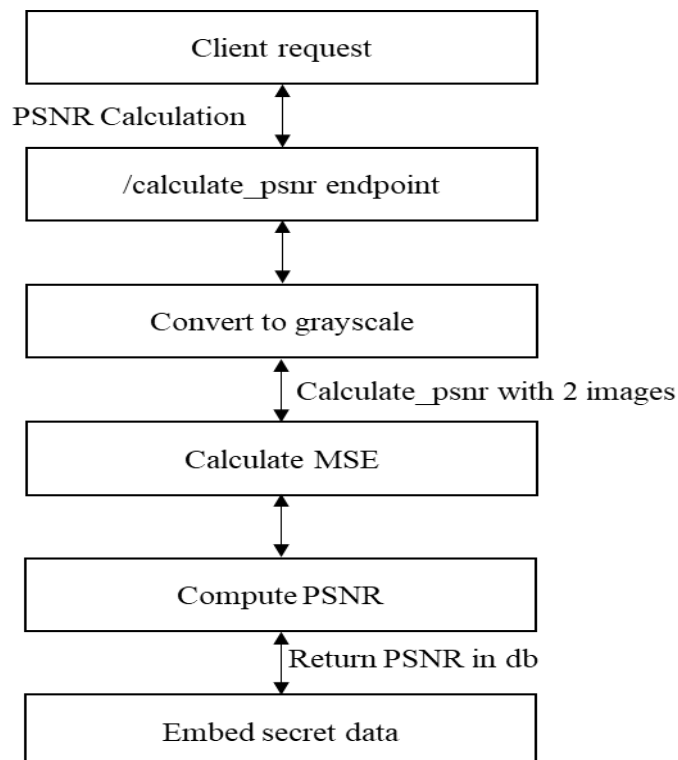 Client request
PSNR Calculation
/calculate_psnr endpoint
Convert to grayscale
Calculate_psnr with 2 images
Calculate MSE
Compute PSNR
Return PSNR in db
Embed secret data